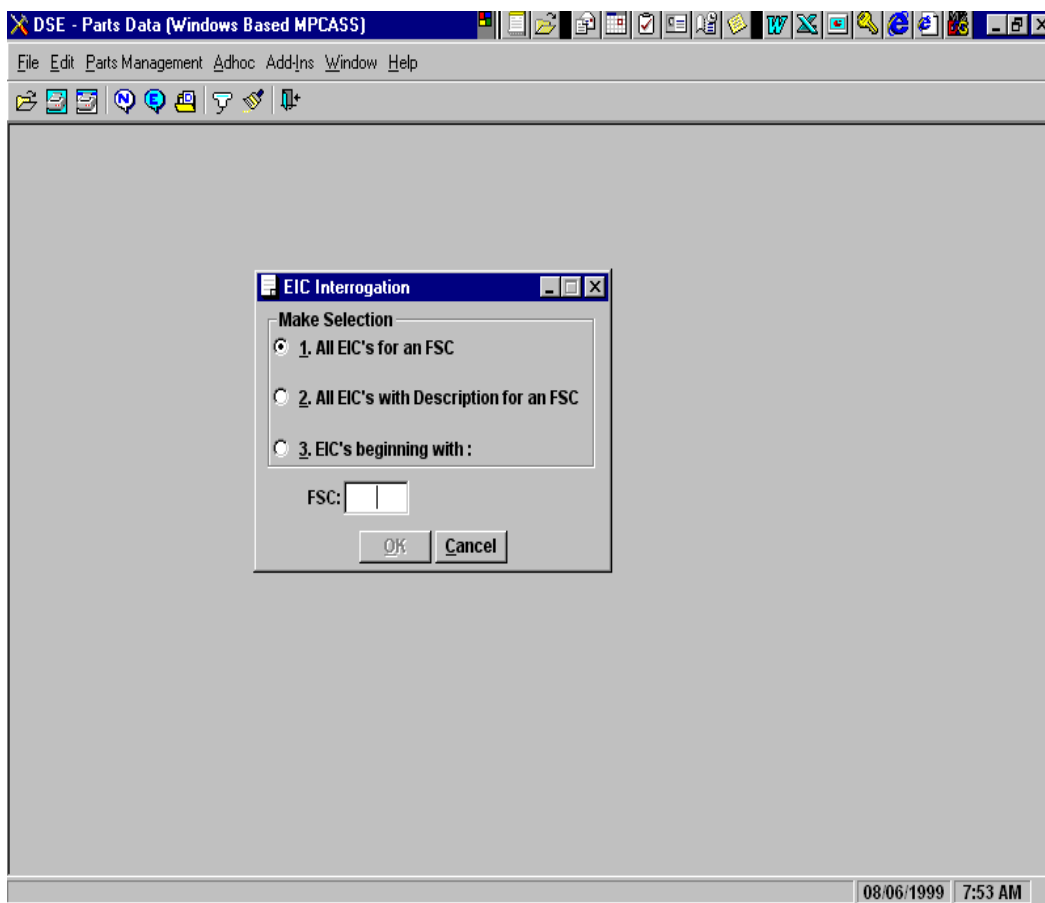 DSE - Parts Data (Windows Based MPCASS)
File Edit Parts Management Adhoc Add-Ins Window Help
N E
EIC Interrogation
Make Selection
1. All EIC's for an FSC
2. All EIC's with Description for an FSC
3. EIC's beginning with :
FSC:
OK Cancel
08/06/1999 7:53 AM